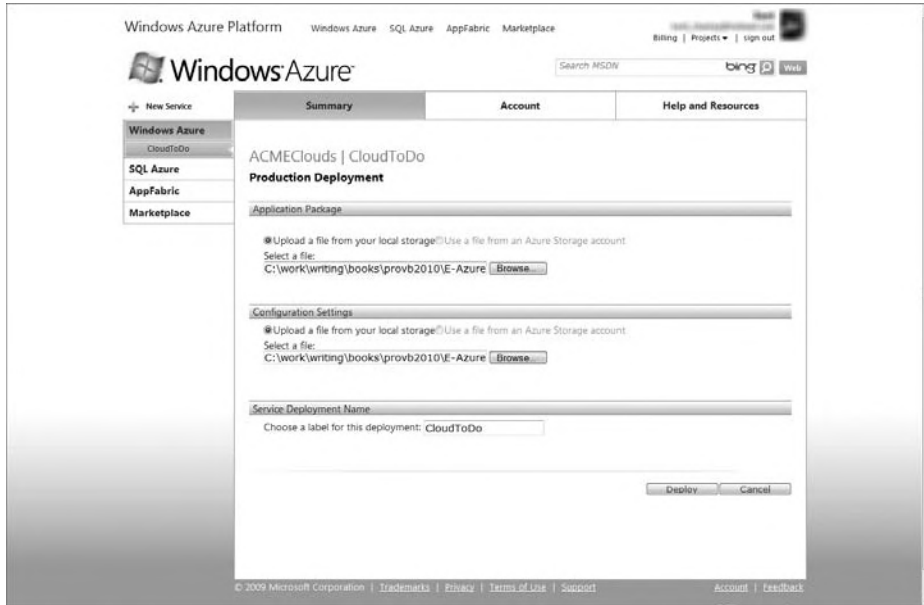 Windows Azure Platform Windows Azure SQL Azure AppFabric Marketplace
Billing | Projects | sign out
Windows Azure Search MSDN bing Web
New Service Summary Account Help and Resources
Windows Azure
CloudToDo
SQL Azure
AppFabric
Marketplace
ACMEClouds | CloudToDo
Production Deployment
Application Package
Upload a file from your local storage Use a file from an Azure Storage account
Select a file:
C:\work\writing\books\provb2010\E-Azure Browse...
Configuration Settings
Upload a file from your local storage Use a file from an Azure Storage account
Select a file:
C:\work\writing\books\provb2010\E-Azure Browse...
Service Deployment Name
Choose a label for this deployment: CloudToDo
Deploy Cancel
© 2009 Microsoft Corporation | Trademarks | Privacy | Terms of Use | Support Account | Feedback